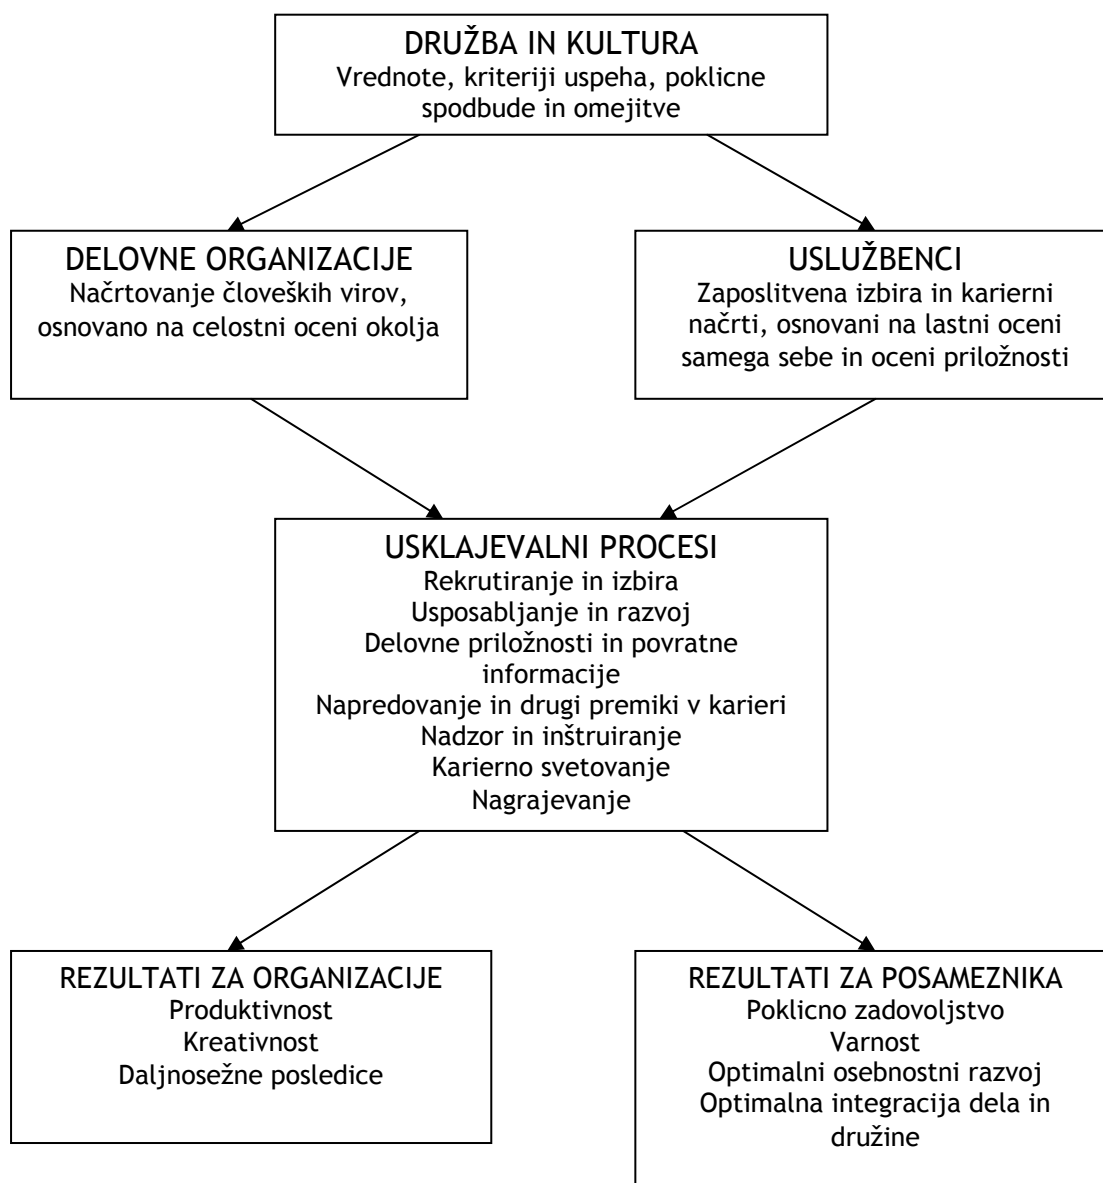 DRUŽBA IN KULTURA
Vrednote, kriteriji uspeha, poklicne
spodbude in omejitve
DELOVNE ORGANIZACIJE
Načrtovanje človeških virov,
osnovano na celostni oceni okolja
USLUŽBENCI
Zaposlitvena izbira in karierni
načrti, osnovani na lastni oceni
samega sebe in oceni priložnosti
USKLAJEVALNI PROCESI
Rekrutiranje in izbira
Usposabljanje in razvoj
Delovne priložnosti in povratne
informacije
Napredovanje in drugi premiki v karieri
Nadzor in inštruiranje
Karierno svetovanje
Nagrajevanje
REZULTATI ZA ORGANIZACIJE
Produktivnost
Kreativnost
Daljnosežne posledice
REZULTATI ZA POSAMEZNIKA
Poklicno zadovoljstvo
Varnost
Optimalni osebnostni razvoj
Optimalna integracija dela in
družine